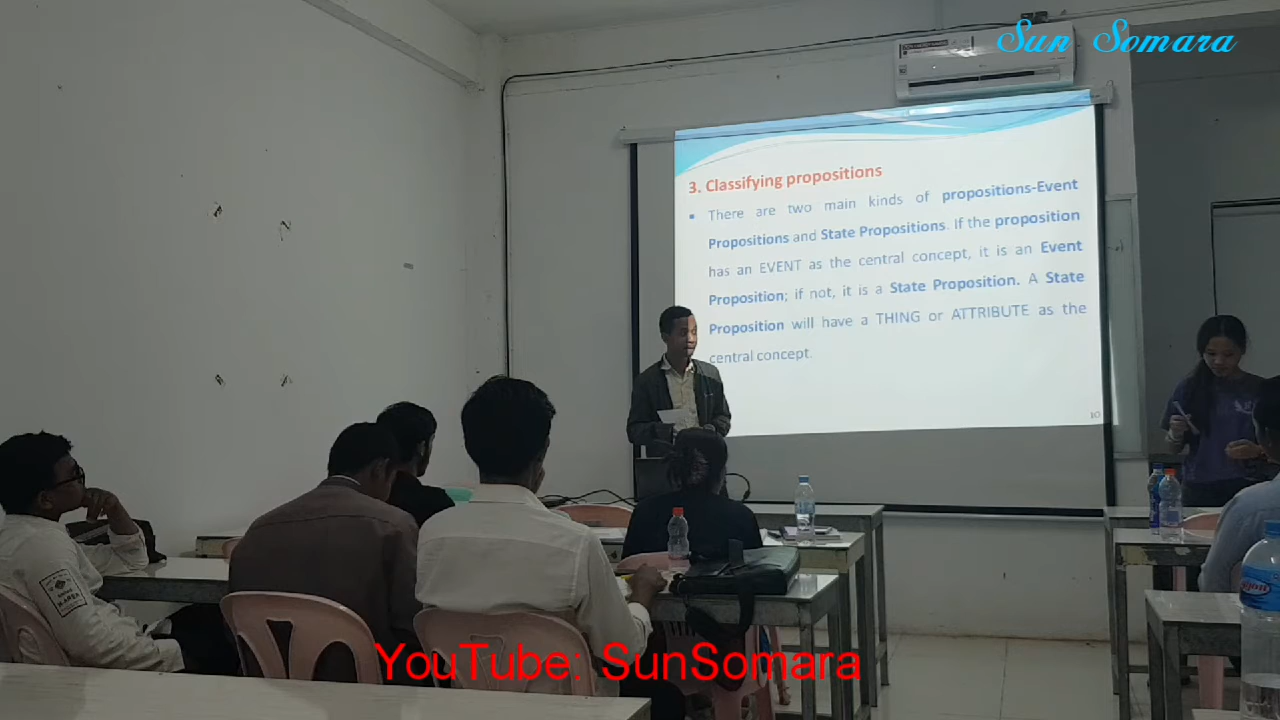 Sun Somara
3. Classifying propositions
▪ There are two main kinds of propositions-Event
Propositions and State Propositions. If the proposition
has an EVENT as the central concept, it is an Event
Proposition; if not, it is a State Proposition. A State
Proposition will have a THING or ATTRIBUTE as the
central concept.
10
YouTube: SunSomara